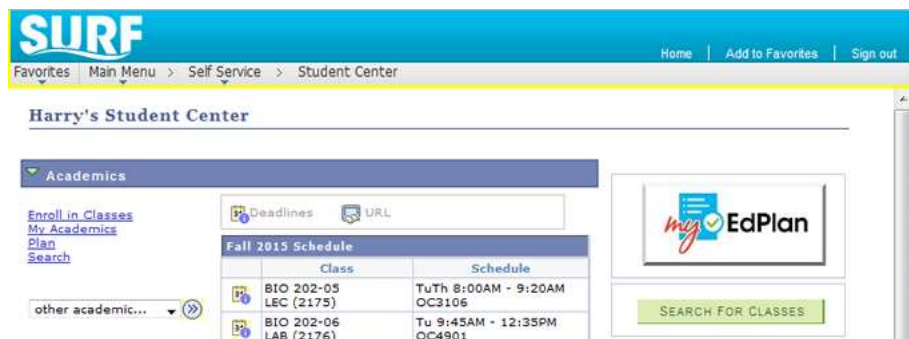 SURF
Home | Add to Favorites | Sign out
Favorites Main Menu > Self Service > Student Center
Harry's Student Center
Academics
Enroll in Classes
My Academics
Plan
Search
other academic...
Deadlines URL
Fall 2015 Schedule
Class Schedule
BIO 202-05 TuTh 8:00AM - 9:20AM
LEC (2175) OC3106
BIO 202-06 Tu 9:45AM - 12:35PM
LAB (2176) OC4901
my EdPlan
SEARCH FOR CLASSES